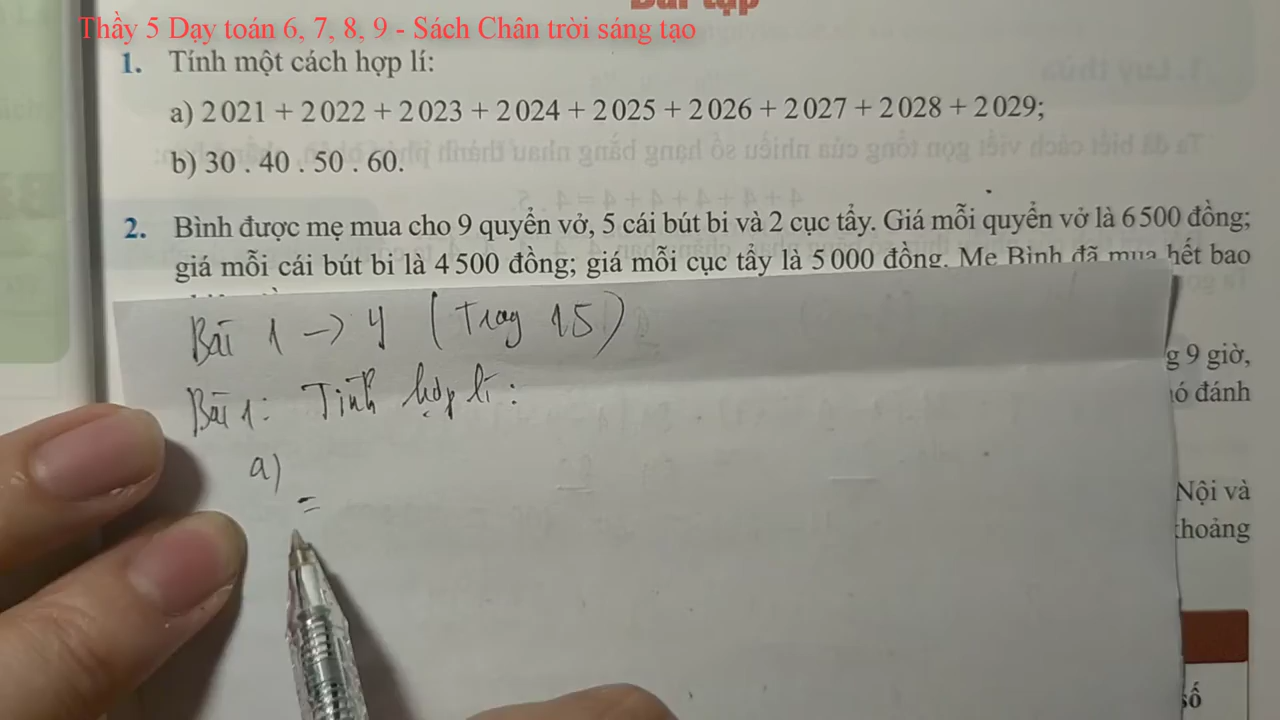 Bài tập
Thầy 5 Dạy toán 6, 7, 8, 9 - Sách Chân trời sáng tạo
1. Tính một cách hợp lí:
a) 2 021 + 2 022 + 2 023 + 2 024 + 2 025 + 2 026 + 2 027 + 2 028 + 2 029;
b) 30 . 40 . 50 . 60.
2. Bình được mẹ mua cho 9 quyển vở, 5 cái bút bi và 2 cục tẩy. Giá mỗi quyển vở là 6 500 đồng;
giá mỗi cái bút bi là 4 500 đồng; giá mỗi cục tẩy là 5 000 đồng. Mẹ Bình đã mua hết bao
Bài 1 → 4 (Trang 15)
g 9 giờ,
Bài 1: Tính hợp lí:
ó đánh
a)
=
Nội và
thoảng
số